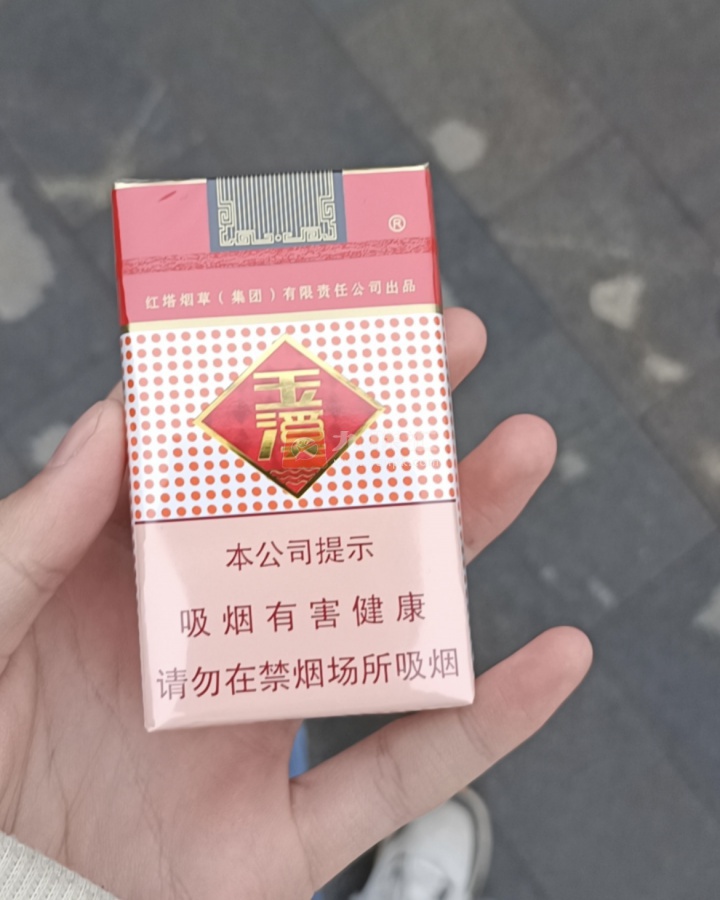 ®
红塔烟草（集团）有限责任公司出品
玉溪
本公司提示
吸烟有害健康
请勿在禁烟场所吸烟